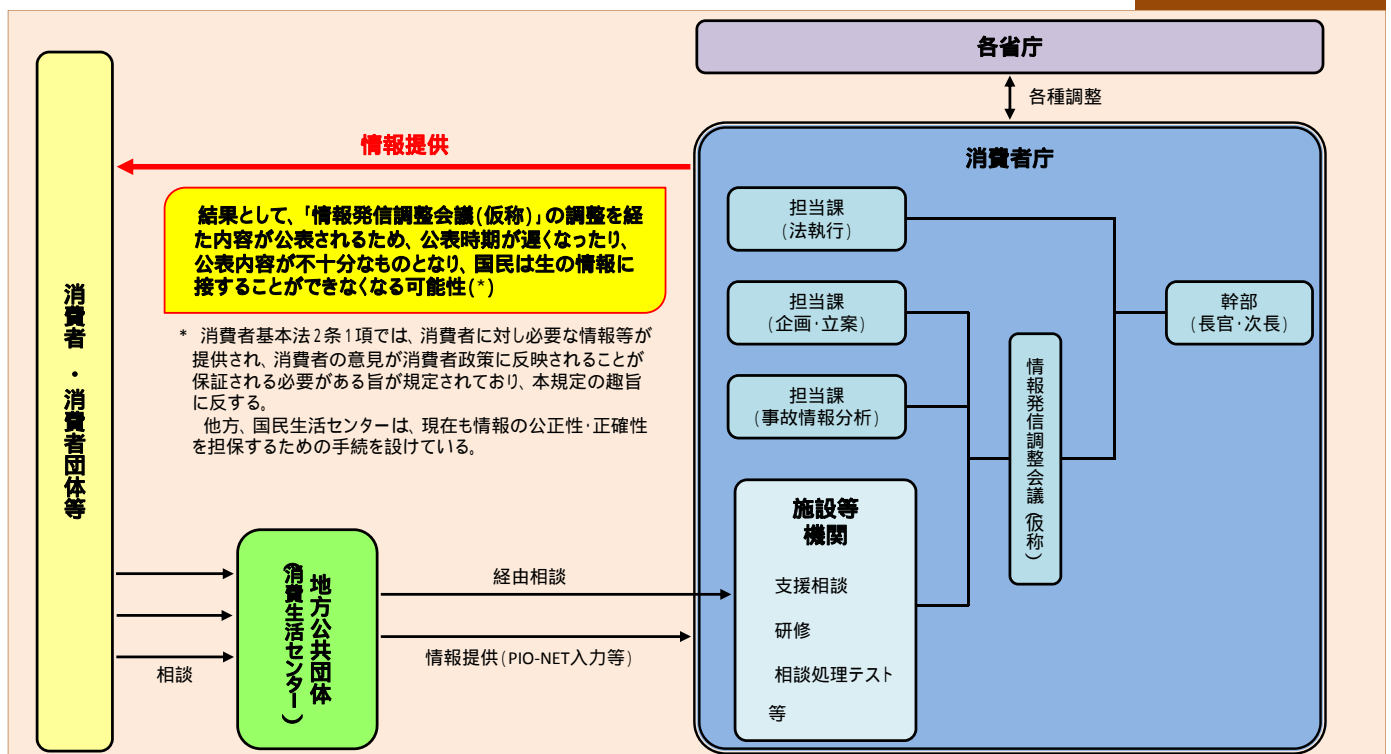 各省庁
各種調整
消費者庁
情報提供
結果として、「情報発信調整会議(仮称)」の調整を経
た内容が公表されるため、公表時期が遅くなったり、
公表内容が不十分なものとなり、国民は生の情報に
接することができなくなる可能性(*)
* 消費者基本法2条1項では、消費者に対し必要な情報等が
提供され、消費者の意見が消費者政策に反映されることが
保証される必要がある旨が規定されており、本規定の趣旨
に反する。
他方、国民生活センターは、現在も情報の公正性・正確性
を担保するための手続を設けている。
消費者・消費者団体等
相談
地方公共団体
(消費生活センター)
経由相談
情報提供(PIO-NET入力等)
担当課
(法執行)
担当課
(企画・立案)
担当課
(事故情報分析)
施設等
機関
支援相談
研修
相談処理テスト
等
情報発信調整会議(仮称)
幹部
(長官・次長)